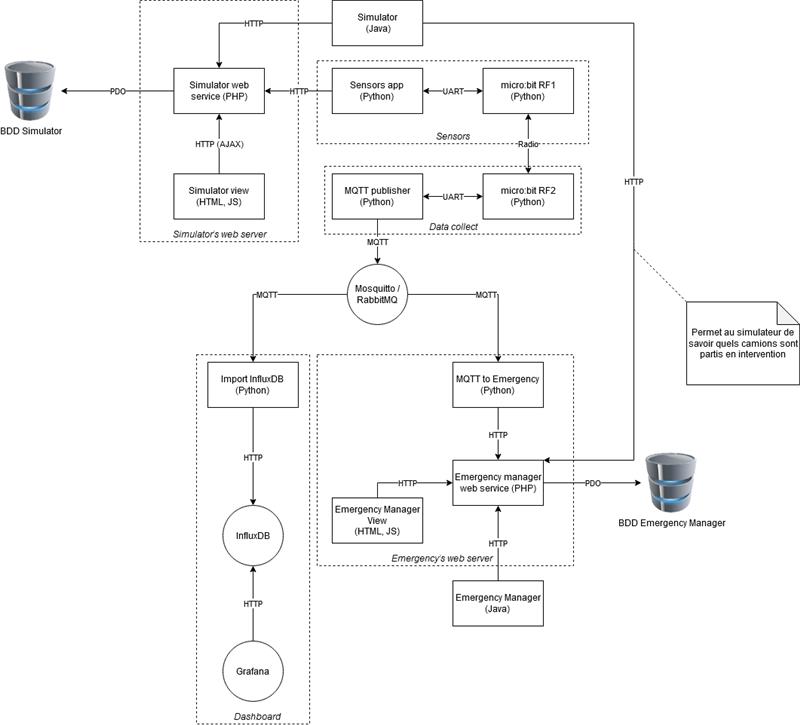 Simulator
(Java)
HTTP
HTTP
Simulator web
service (PHP)
PDO
BDD Simulator
HTTP
Sensors app
(Python)
UART
micro:bit RF1
(Python)
Sensors
HTTP (AJAX)
Radio
Simulator view
(HTML, JS)
Simulator's web server
MQTT publisher
(Python)
UART
micro:bit RF2
(Python)
Data collect
MQTT
Mosquitto /
RabbitMQ
MQTT
MQTT
Permet au simulateur de
savoir quels camions sont
partis en intervention
Import InfluxDB
(Python)
MQTT to Emergency
(Python)
HTTP
HTTP
Emergency manager
web service (PHP)
PDO
BDD Emergency Manager
HTTP
Emergency Manager
View
(HTML, JS)
HTTP
Emergency's web server
InfluxDB
HTTP
Emergency Manager
(Java)
Grafana
Dashboard